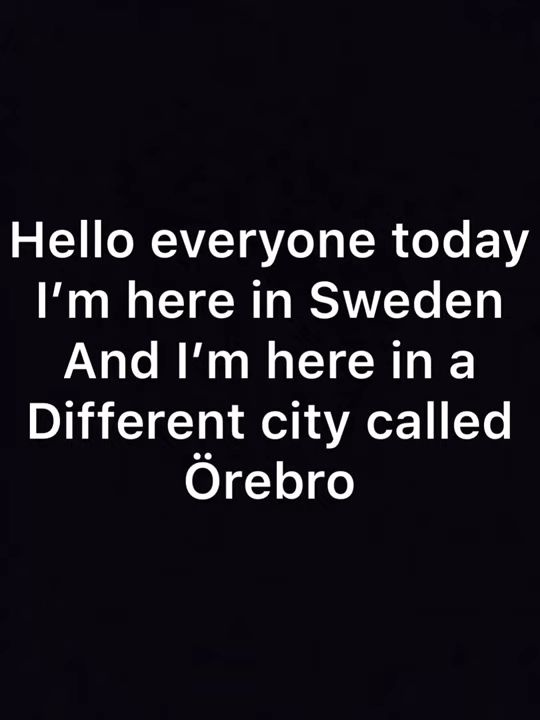 Hello everyone today
I’m here in Sweden
And I’m here in a
Different city called
Örebro